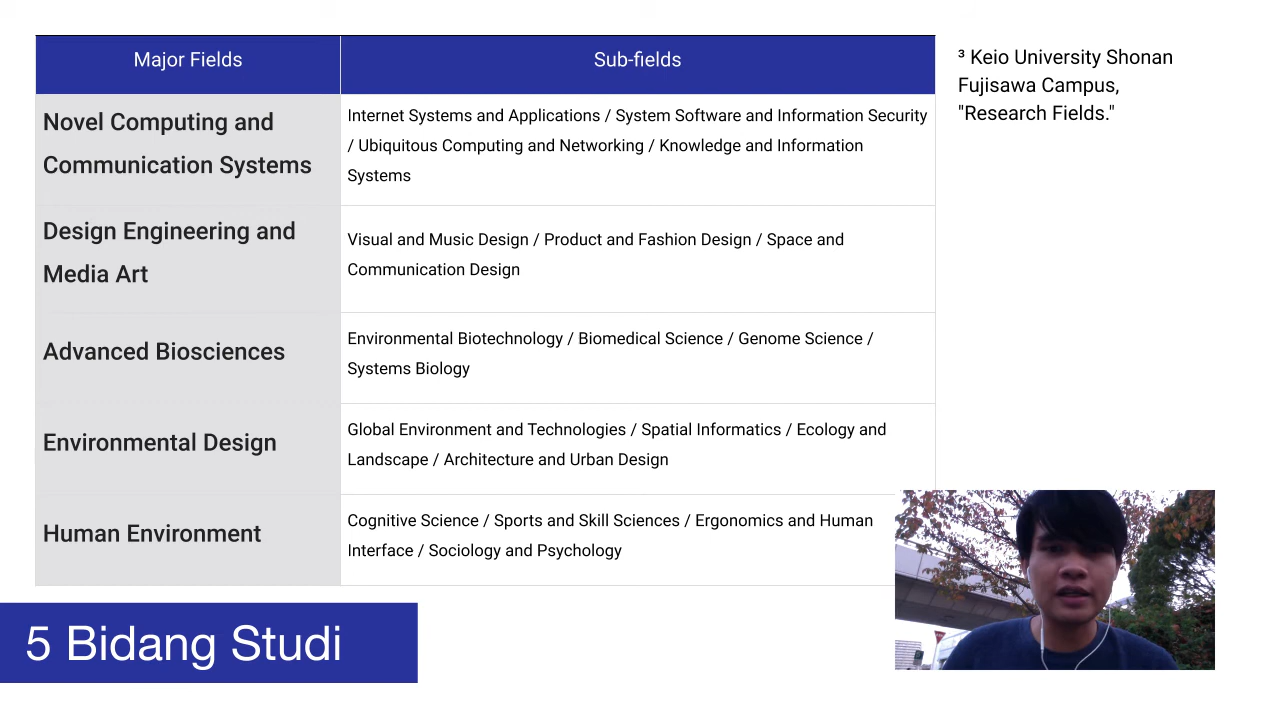 Major Fields
Sub-fields
Novel Computing and
Communication Systems
Internet Systems and Applications / System Software and Information Security
/ Ubiquitous Computing and Networking / Knowledge and Information
Systems
Design Engineering and
Media Art
Visual and Music Design / Product and Fashion Design / Space and
Communication Design
Advanced Biosciences
Environmental Biotechnology / Biomedical Science / Genome Science /
Systems Biology
Environmental Design
Global Environment and Technologies / Spatial Informatics / Ecology and
Landscape / Architecture and Urban Design
Human Environment
Cognitive Science / Sports and Skill Sciences / Ergonomics and Human
Interface / Sociology and Psychology
³ Keio University Shonan
Fujisawa Campus,
"Research Fields."
5 Bidang Studi